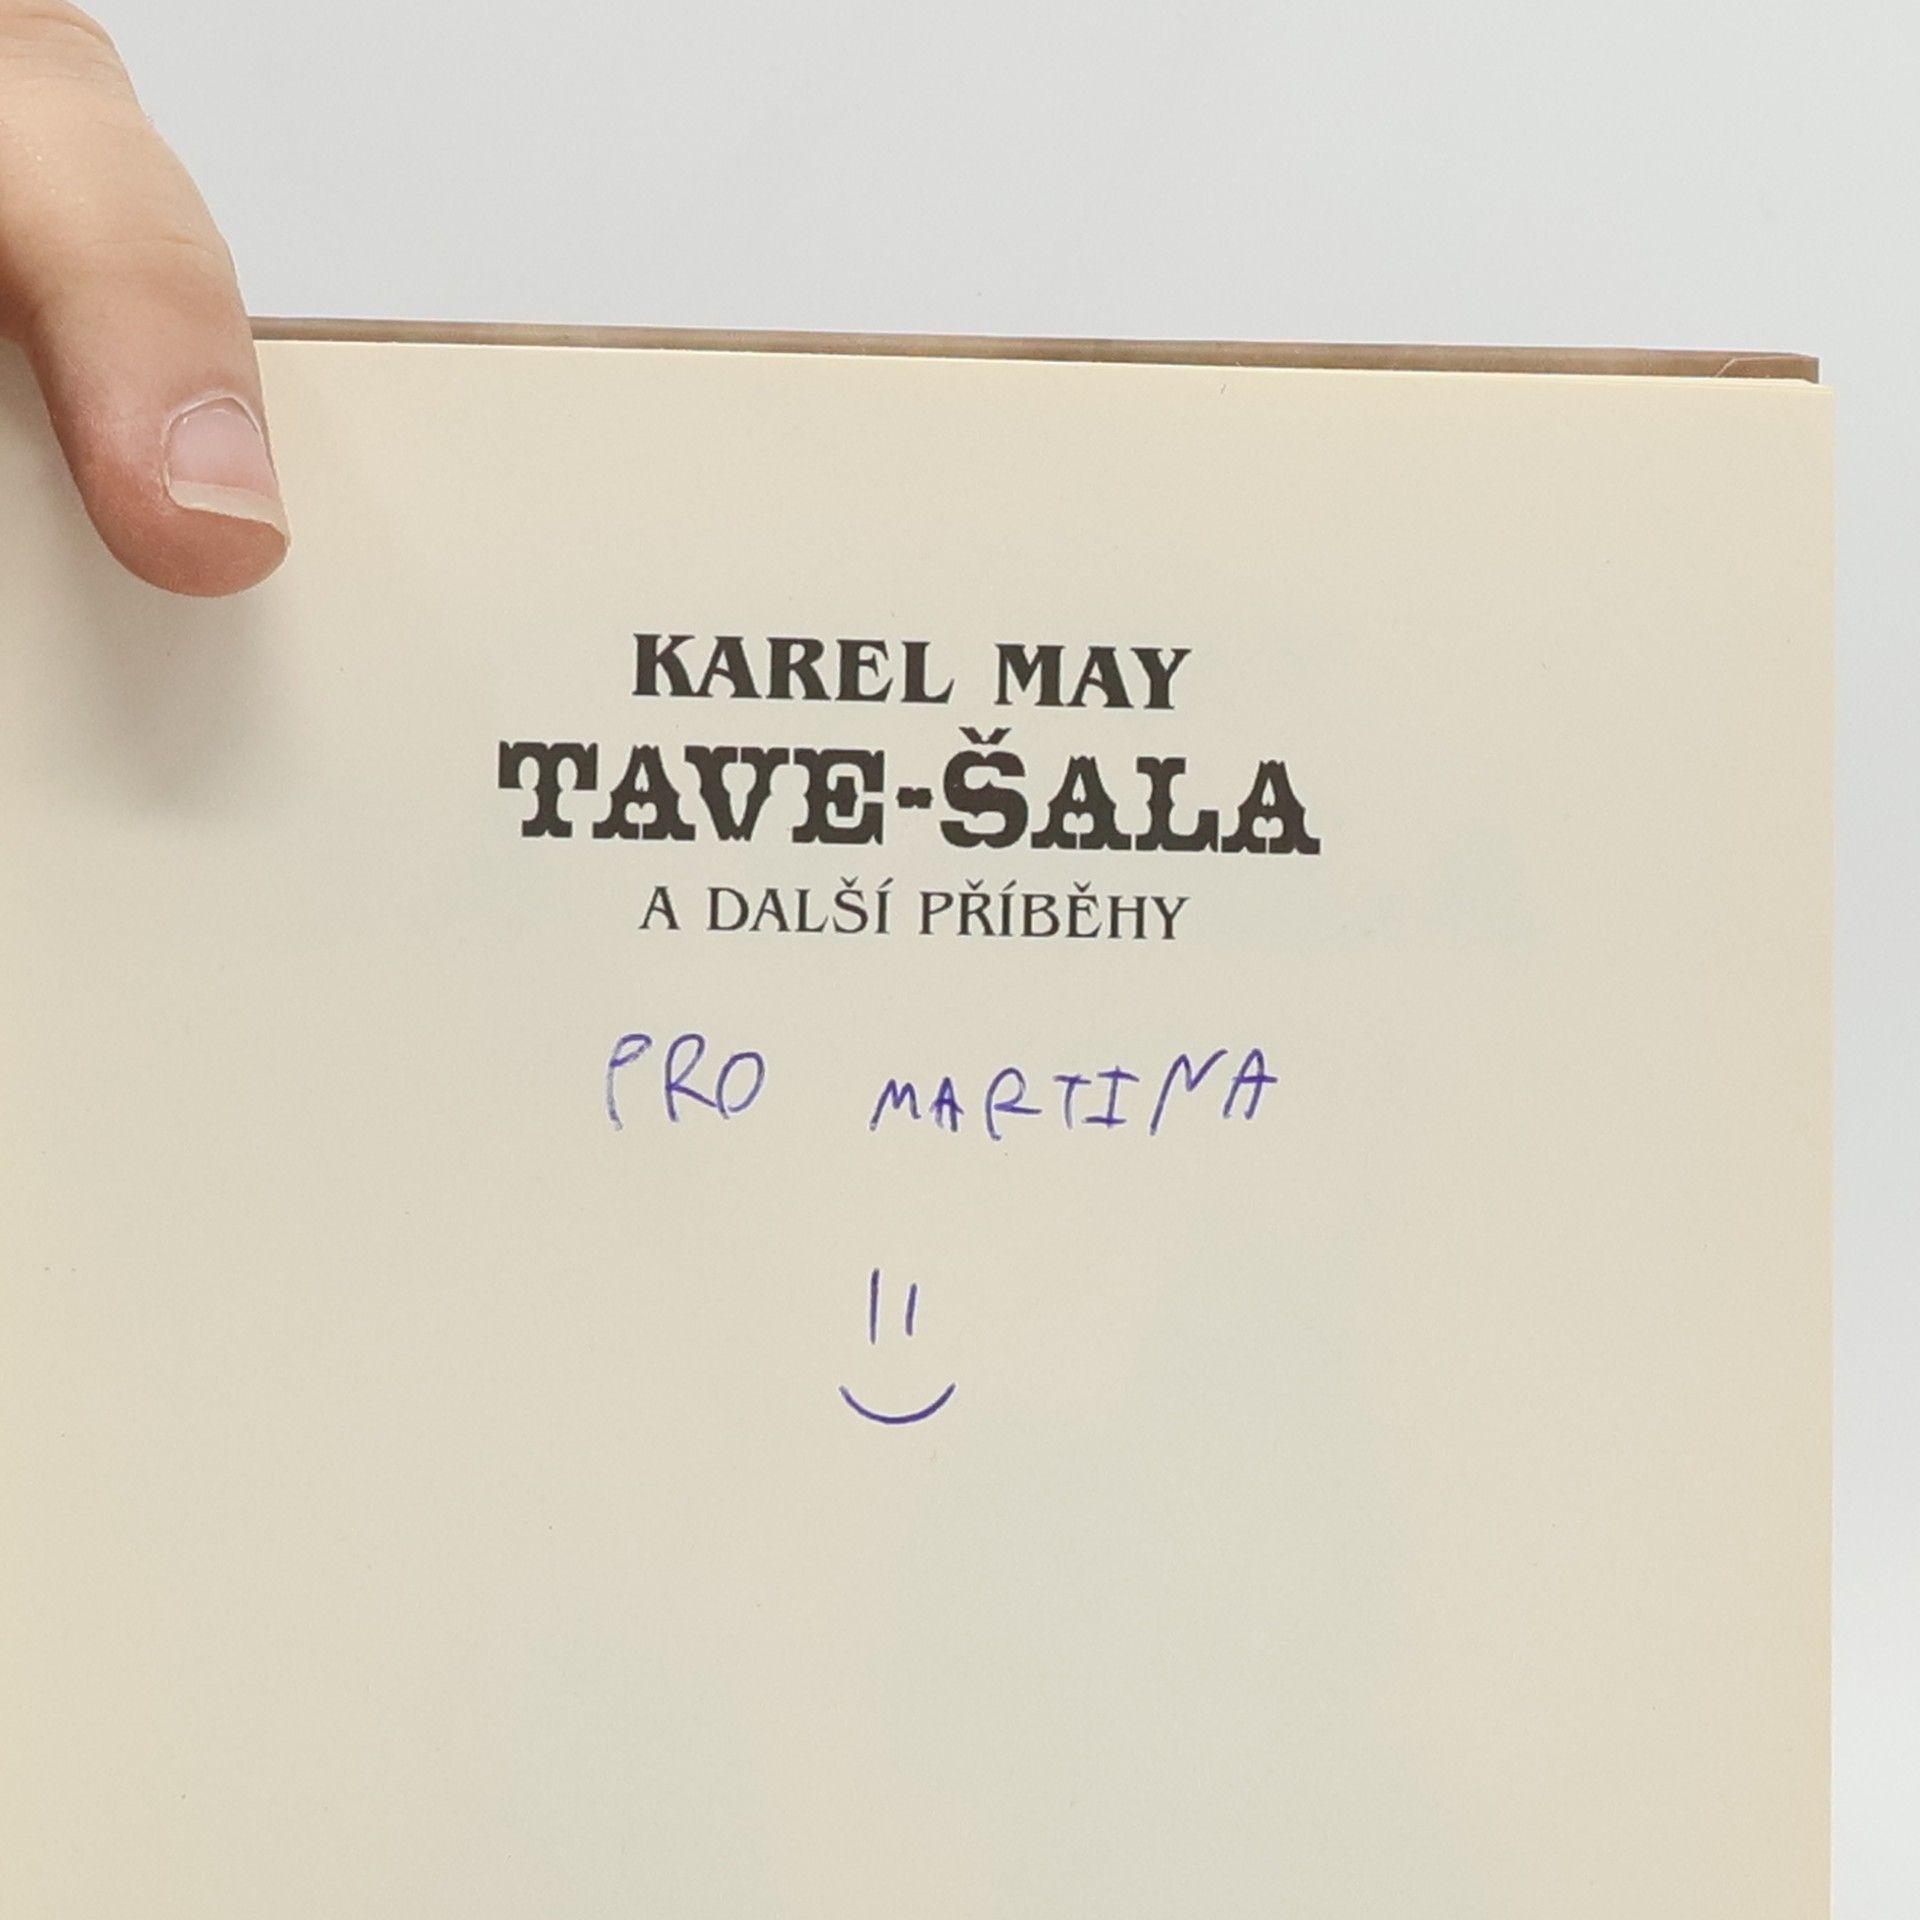 KAREL MAY
TAVE-ŠALA
A DALŠÍ PŘÍBĚHY
PRO MARTINA